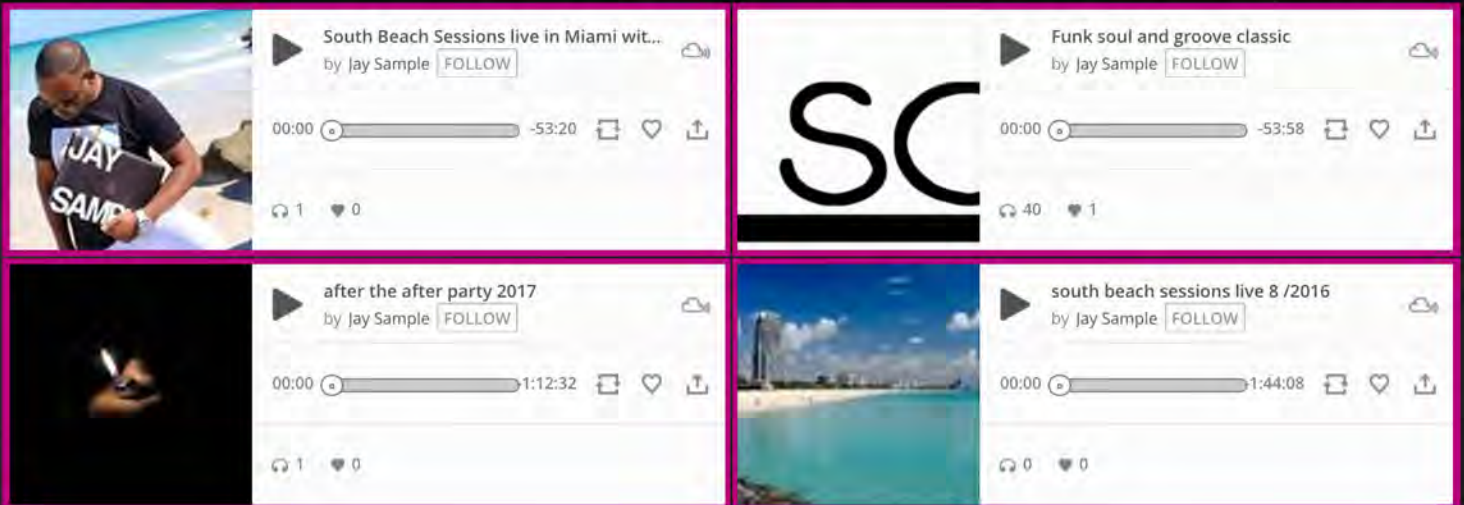 South Beach Sessions live in Miami wit...
by Jay Sample FOLLOW
00:00 -53:20
1 0
JAY
SAMP
Funk soul and groove classic
by Jay Sample FOLLOW
00:00 -53:58
40 1
SC
after the after party 2017
by Jay Sample FOLLOW
00:00 -1:12:32
1 0
south beach sessions live 8 /2016
by Jay Sample FOLLOW
00:00 -1:44:08
0 0